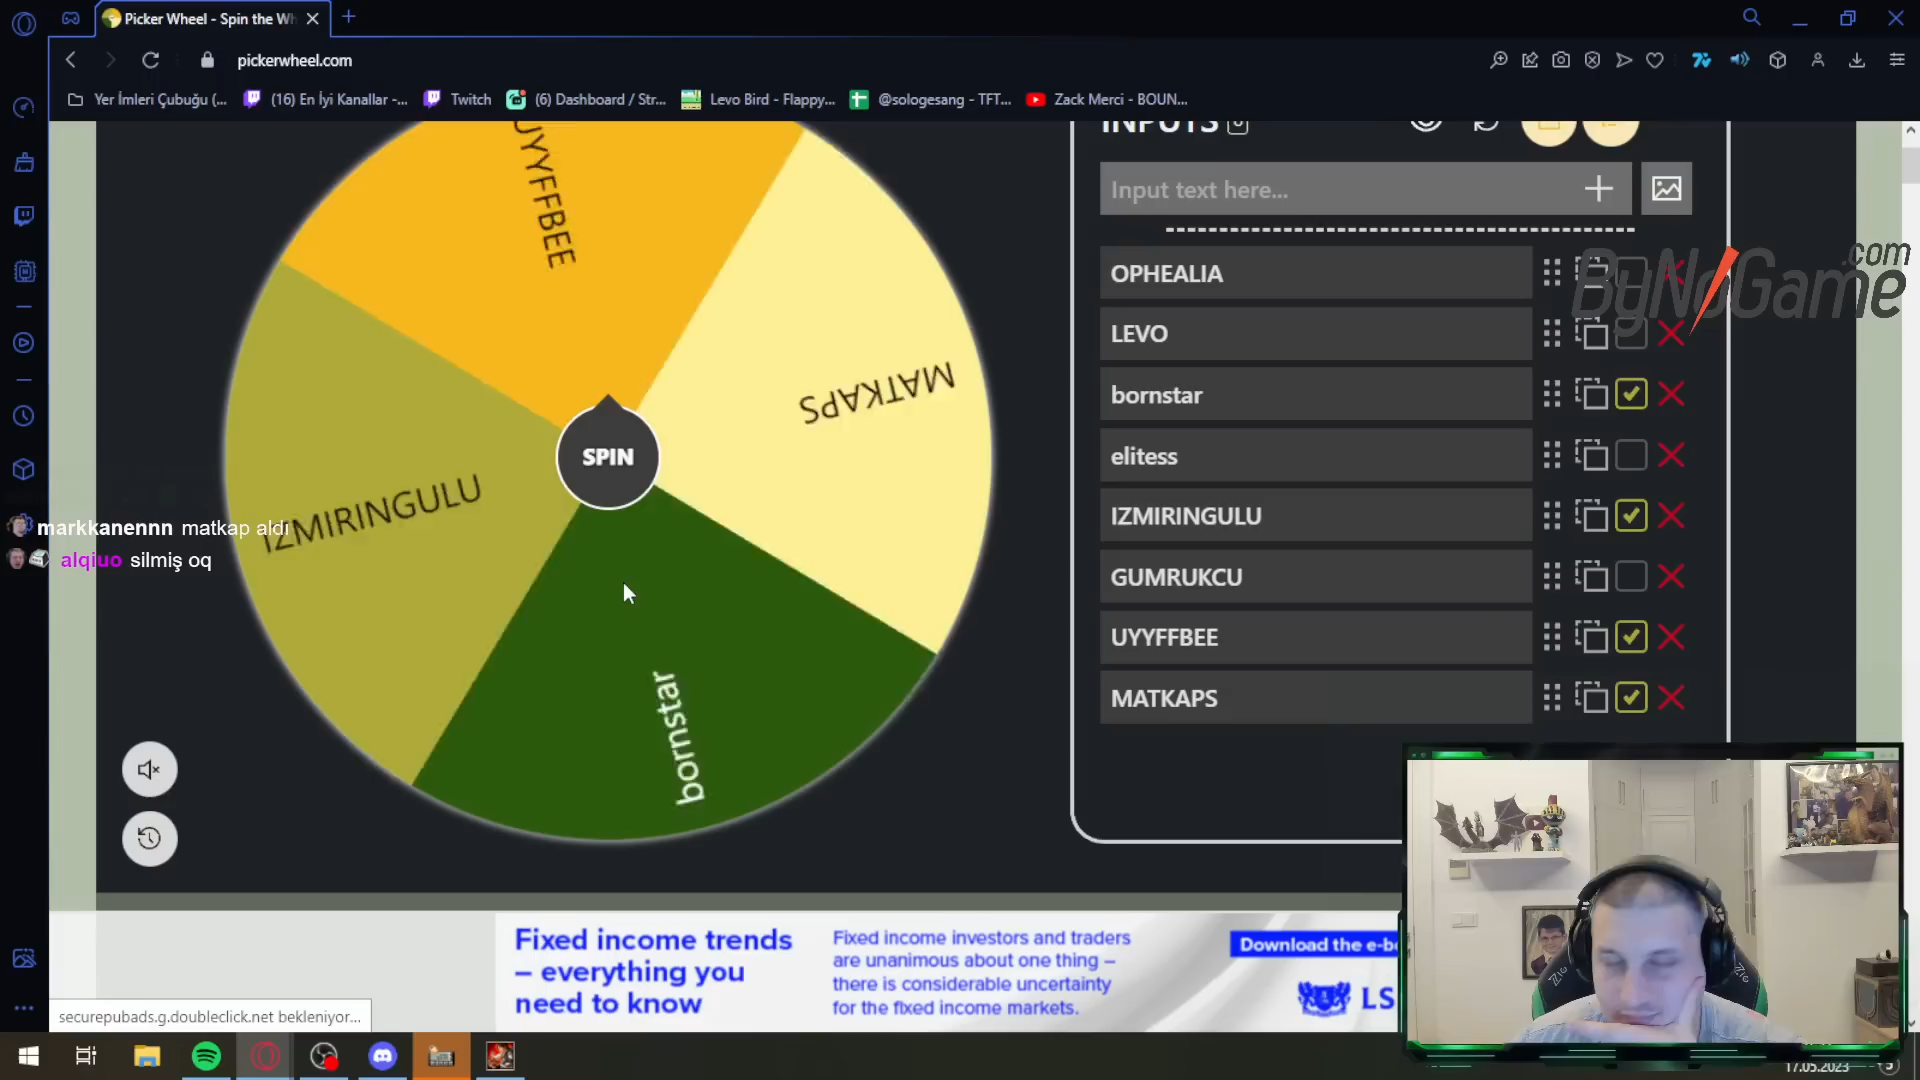 Picker Wheel - Spin the Wh
pickerwheel.com
Yer İmleri Çubuğu (...
(16) En İyi Kanallar -...
Twitch
(6) Dashboard / Str...
Levo Bird - Flappy...
@sologesang - TFT...
Zack Merci - BOUN...
INPUTS
Input text here...
OPHEALIA
LEVO
bornstar
elitess
IZMIRINGULU
GUMRUKCU
UYYFFBEE
MATKAPS
ByNoGame.com
UYYFFBEE
MATKAPS
SPIN
IZMIRINGULU
bornstar
markkanennn matkap aldı
alqiuo silmiş oq
Fixed income trends
– everything you
need to know
Fixed income investors and traders
are unanimous about one thing –
there is considerable uncertainty
for the fixed income markets.
Download the e-b
LS
securepubads.g.doubleclick.net bekleniyor...
17.05.2023